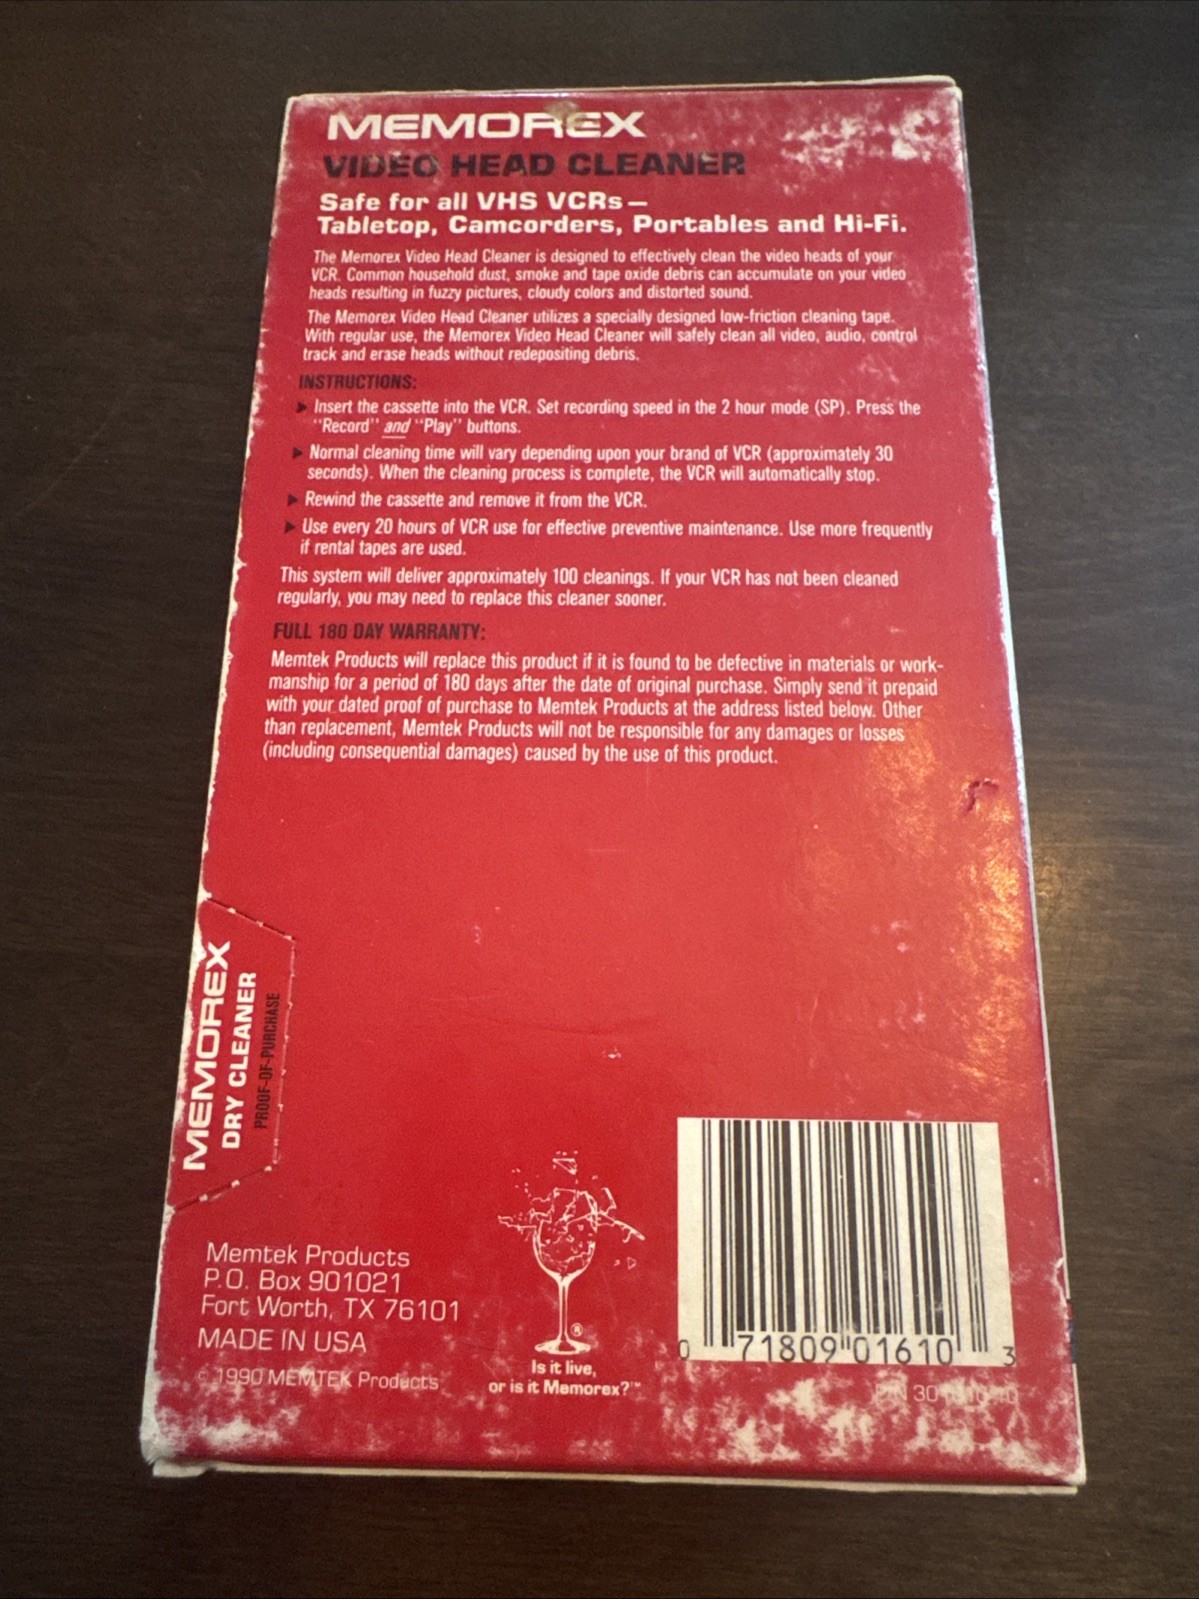 MEMOREX
VIDEO HEAD CLEANER
Safe for all VHS VCRs—
Tabletop, Camcorders, Portables and Hi-Fi.
The Memorex Video Head Cleaner is designed to effectively clean the video heads of your
VCR. Common household dust, smoke and tape oxide debris can accumulate on your video
heads resulting in fuzzy pictures, cloudy colors and distorted sound.
The Memorex Video Head Cleaner utilizes a specially designed low-friction cleaning tape.
With regular use, the Memorex Video Head Cleaner will safely clean all video, audio, control
track and erase heads without redepositing debris.
INSTRUCTIONS:
▶ Insert the cassette into the VCR. Set recording speed in the 2 hour mode (SP). Press the
"Record" and "Play" buttons.
▶ Normal cleaning time will vary depending upon your brand of VCR (approximately 30
seconds). When the cleaning process is complete, the VCR will automatically stop.
▶ Rewind the cassette and remove it from the VCR.
▶ Use every 20 hours of VCR use for effective preventive maintenance. Use more frequently
if rental tapes are used.
This system will deliver approximately 100 cleanings. If your VCR has not been cleaned
regularly, you may need to replace this cleaner sooner.
FULL 180 DAY WARRANTY:
Memtek Products will replace this product if it is found to be defective in materials or work-
manship for a period of 180 days after the date of original purchase. Simply send it prepaid
with your dated proof of purchase to Memtek Products at the address listed below. Other
than replacement, Memtek Products will not be responsible for any damages or losses
(including consequential damages) caused by the use of this product.
MEMOREX
DRY CLEANER
PROOF-OF-PURCHASE
Memtek Products
P.O. Box 901021
Fort Worth, TX 76101
MADE IN USA
© 1990 MEMTEK Products
®
Is it live,
or is it Memorex?™
0 71809 01610 3
P/N 30